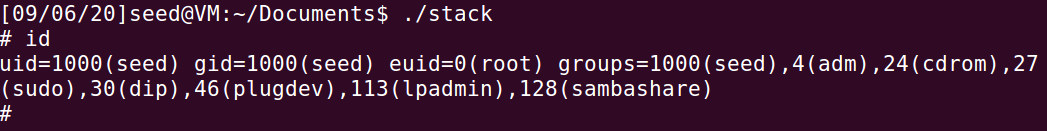 [09/06/20]seed@VM:~/Documents$ ./stack
# id
uid=1000(seed) gid=1000(seed) euid=0(root) groups=1000(seed),4(adm),24(cdrom),27
(sudo),30(dip),46(plugdev),113(lpadmin),128(sambashare)
#